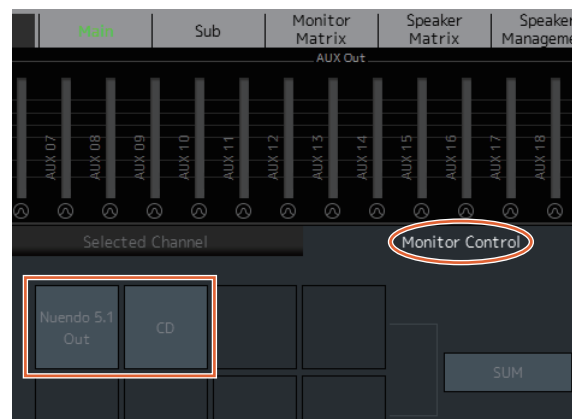 Main
Sub
Monitor
Matrix
Speaker
Matrix
Speaker
Manageme
AUX Out
AUX 07
AUX 08
AUX 09
AUX 10
AUX 11
AUX 12
AUX 13
AUX 14
AUX 15
AUX 16
AUX 17
AUX 18
Selected Channel
Monitor Control
Nuendo 5.1
Out
CD
SUM